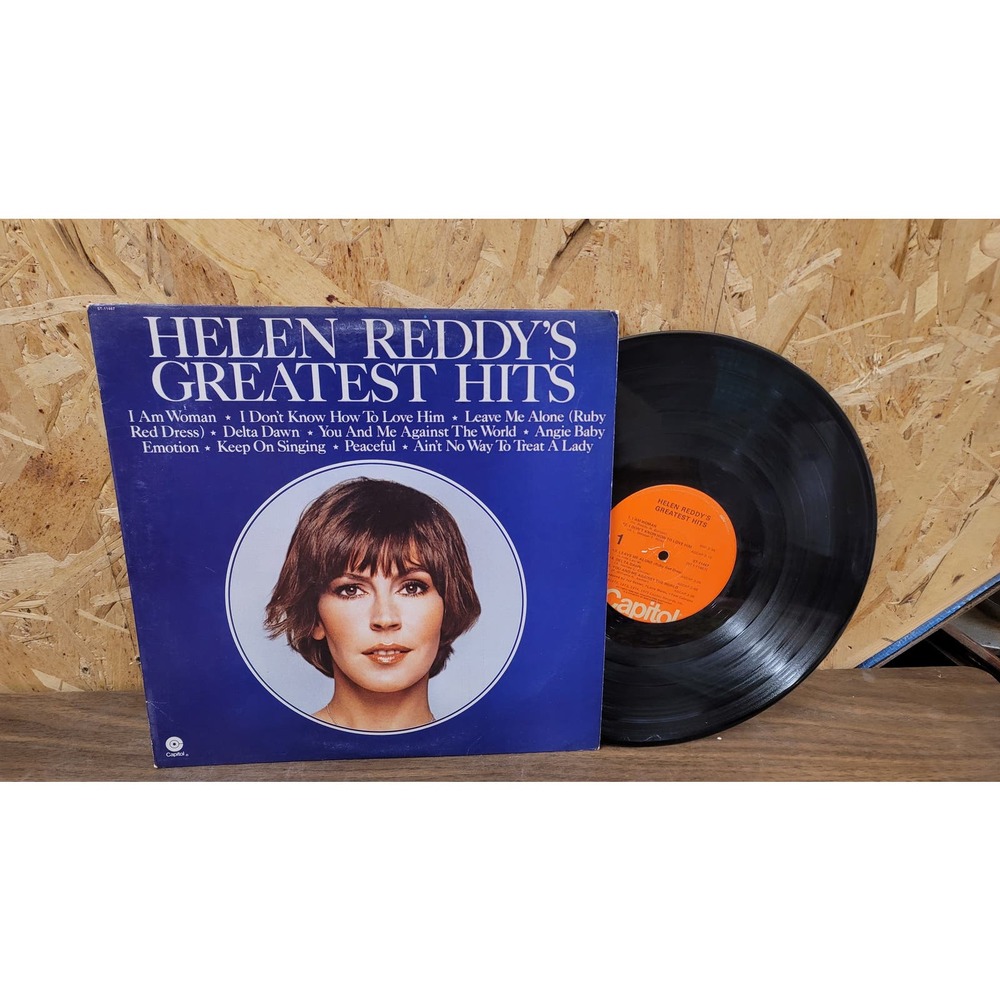 ST-11467
HELEN REDDY'S
GREATEST HITS
I Am Woman ★ I Don't Know How To Love Him ★ Leave Me Alone (Ruby
Red Dress) ★ Delta Dawn ★ You And Me Against The World ★ Angie Baby
Emotion ★ Keep On Singing ★ Peaceful ★ Ain't No Way To Treat A Lady
Capitol
HELEN REDDY'S
GREATEST HITS
1
Capitol